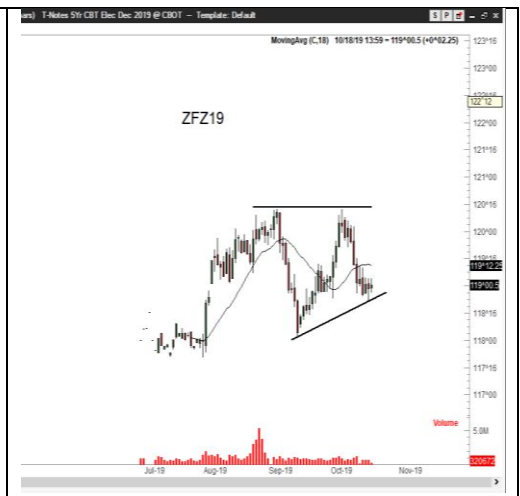 ars) T-Notes 5Yr CBT Elec Dec 2019 @ CBOT – Template: Default
S P
MovingAvg (C,18) 10/18/19 13:59 = 119^00.5 (+0^02.25)
123^16
123^00
122^12
122^00
ZFZ19
121^16
121^00
120^16
120^00
119^12.25
119^00.5
118^16
118^00
117^16
117^00
Volume
5.0M
320672
Jul-19 Aug-19 Sep-19 Oct-19 Nov-19